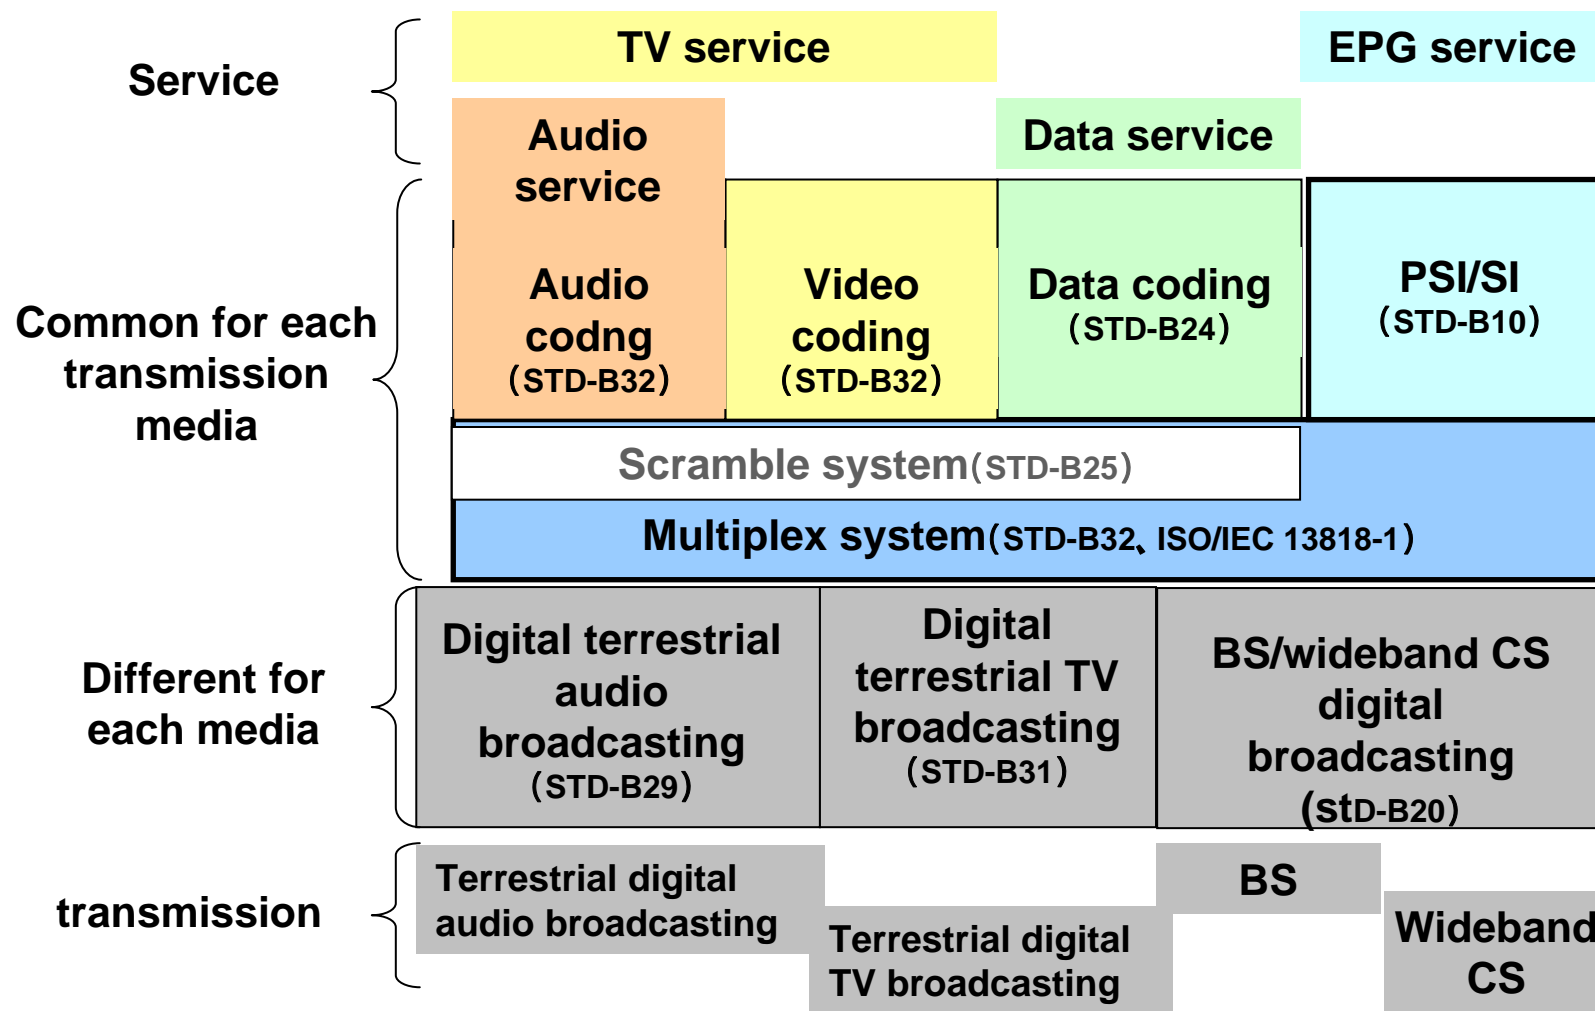 Service
TV service
EPG service
Audio
service
Data service
Common for each
transmission
media
Audio
codng
(STD-B32)
Video
coding
(STD-B32)
Data coding
(STD-B24)
PSI/SI
(STD-B10)
Scramble system(STD-B25)
Multiplex system(STD-B32、ISO/IEC 13818-1)
Different for
each media
Digital terrestrial
audio
broadcasting
(STD-B29)
Digital
terrestrial TV
broadcasting
(STD-B31)
BS/wideband CS
digital
broadcasting
(stD-B20)
transmission
Terrestrial digital
audio broadcasting
Terrestrial digital
TV broadcasting
BS
Wideband
CS